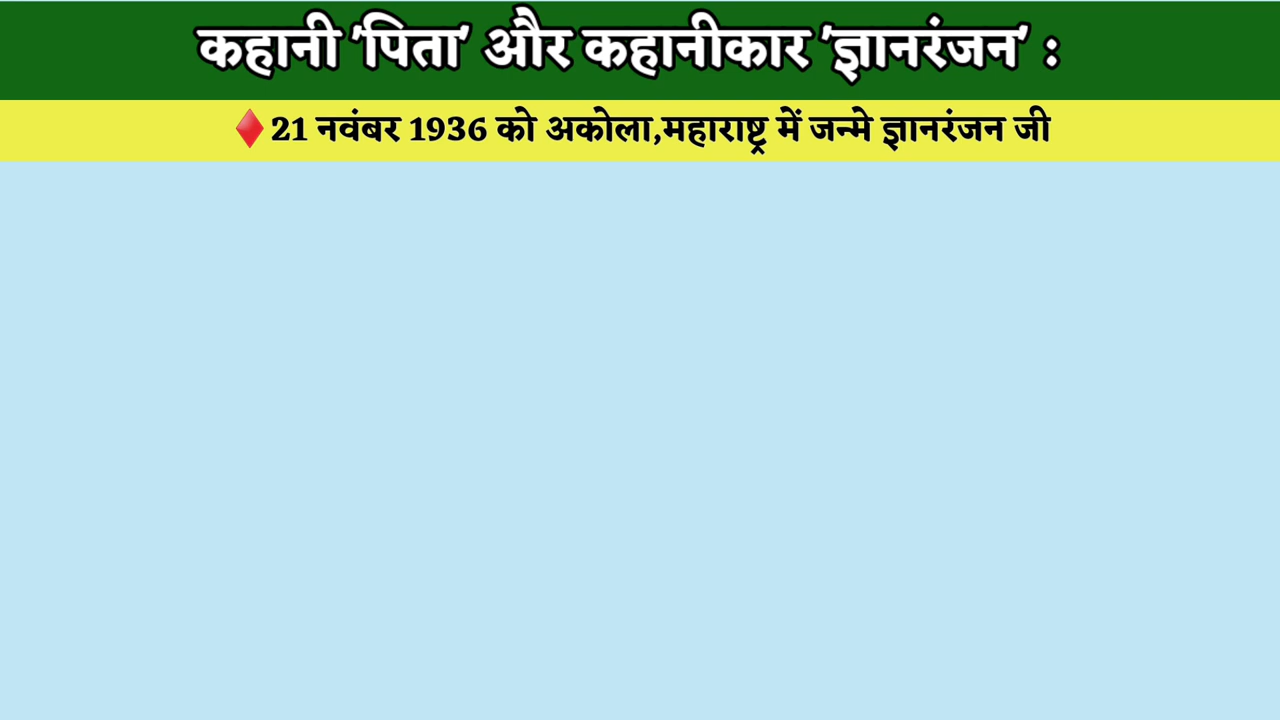 कहानी 'पिता' और कहानीकार 'ज्ञानरंजन' :
♦21 नवंबर 1936 को अकोला,महाराष्ट्र में जन्मे ज्ञानरंजन जी